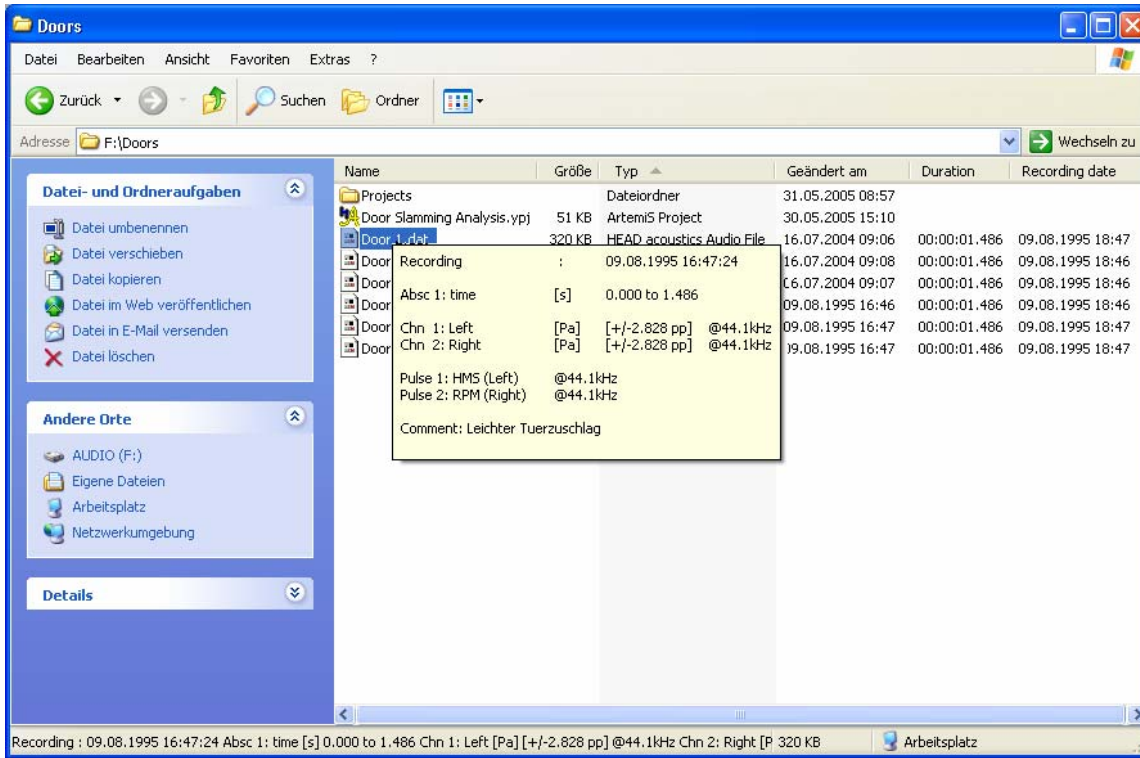 Doors
Datei Bearbeiten Ansicht Favoriten Extras ?
Zurück Suchen Ordner
Adresse F:\Doors Wechseln zu
Datei- und Ordneraufgaben
Datei umbenennen
Datei verschieben
Datei kopieren
Datei im Web veröffentlichen
Datei in E-Mail versenden
Datei löschen
Andere Orte
AUDIO (F:)
Eigene Dateien
Arbeitsplatz
Netzwerkumgebung
Details
Name Größe Typ Geändert am Duration Recording date
Projects Dateiordner 31.05.2005 08:57
Door Slamming Analysis.ypj 51 KB ArtemiS Project 30.05.2005 15:10
Door 1.dat 320 KB HEAD acoustics Audio File 16.07.2004 09:06 00:00:01.486 09.08.1995 18:47
Door 16.07.2004 09:08 00:00:01.486 09.08.1995 18:46
Door 16.07.2004 09:07 00:00:01.486 09.08.1995 18:46
Door 09.08.1995 16:46 00:00:01.486 09.08.1995 18:46
Door 09.08.1995 16:47 00:00:01.486 09.08.1995 18:47
Door 09.08.1995 16:47 00:00:01.486 09.08.1995 18:47
Recording : 09.08.1995 16:47:24
Absc 1: time [s] 0.000 to 1.486
Chn 1: Left [Pa] [+/-2.828 pp] @44.1kHz
Chn 2: Right [Pa] [+/-2.828 pp] @44.1kHz
Pulse 1: HMS (Left) @44.1kHz
Pulse 2: RPM (Right) @44.1kHz
Comment: Leichter Tuerzuschlag
Recording : 09.08.1995 16:47:24 Absc 1: time [s] 0.000 to 1.486 Chn 1: Left [Pa] [+/-2.828 pp] @44.1kHz Chn 2: Right [P 320 KB Arbeitsplatz